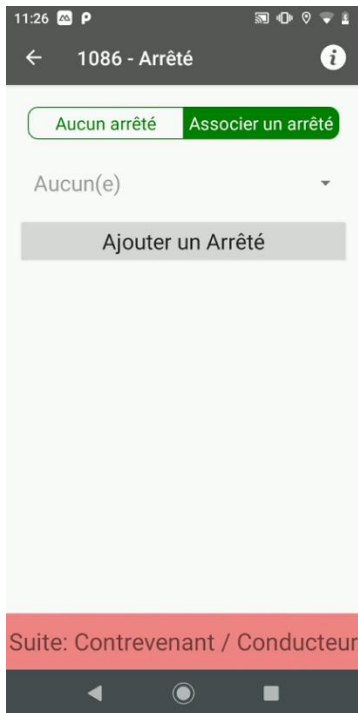 11:26
1086 - Arrêté
Aucun arrêté Associer un arrêté
Aucun(e)
Ajouter un Arrêté
Suite: Contrevenant / Conducteur